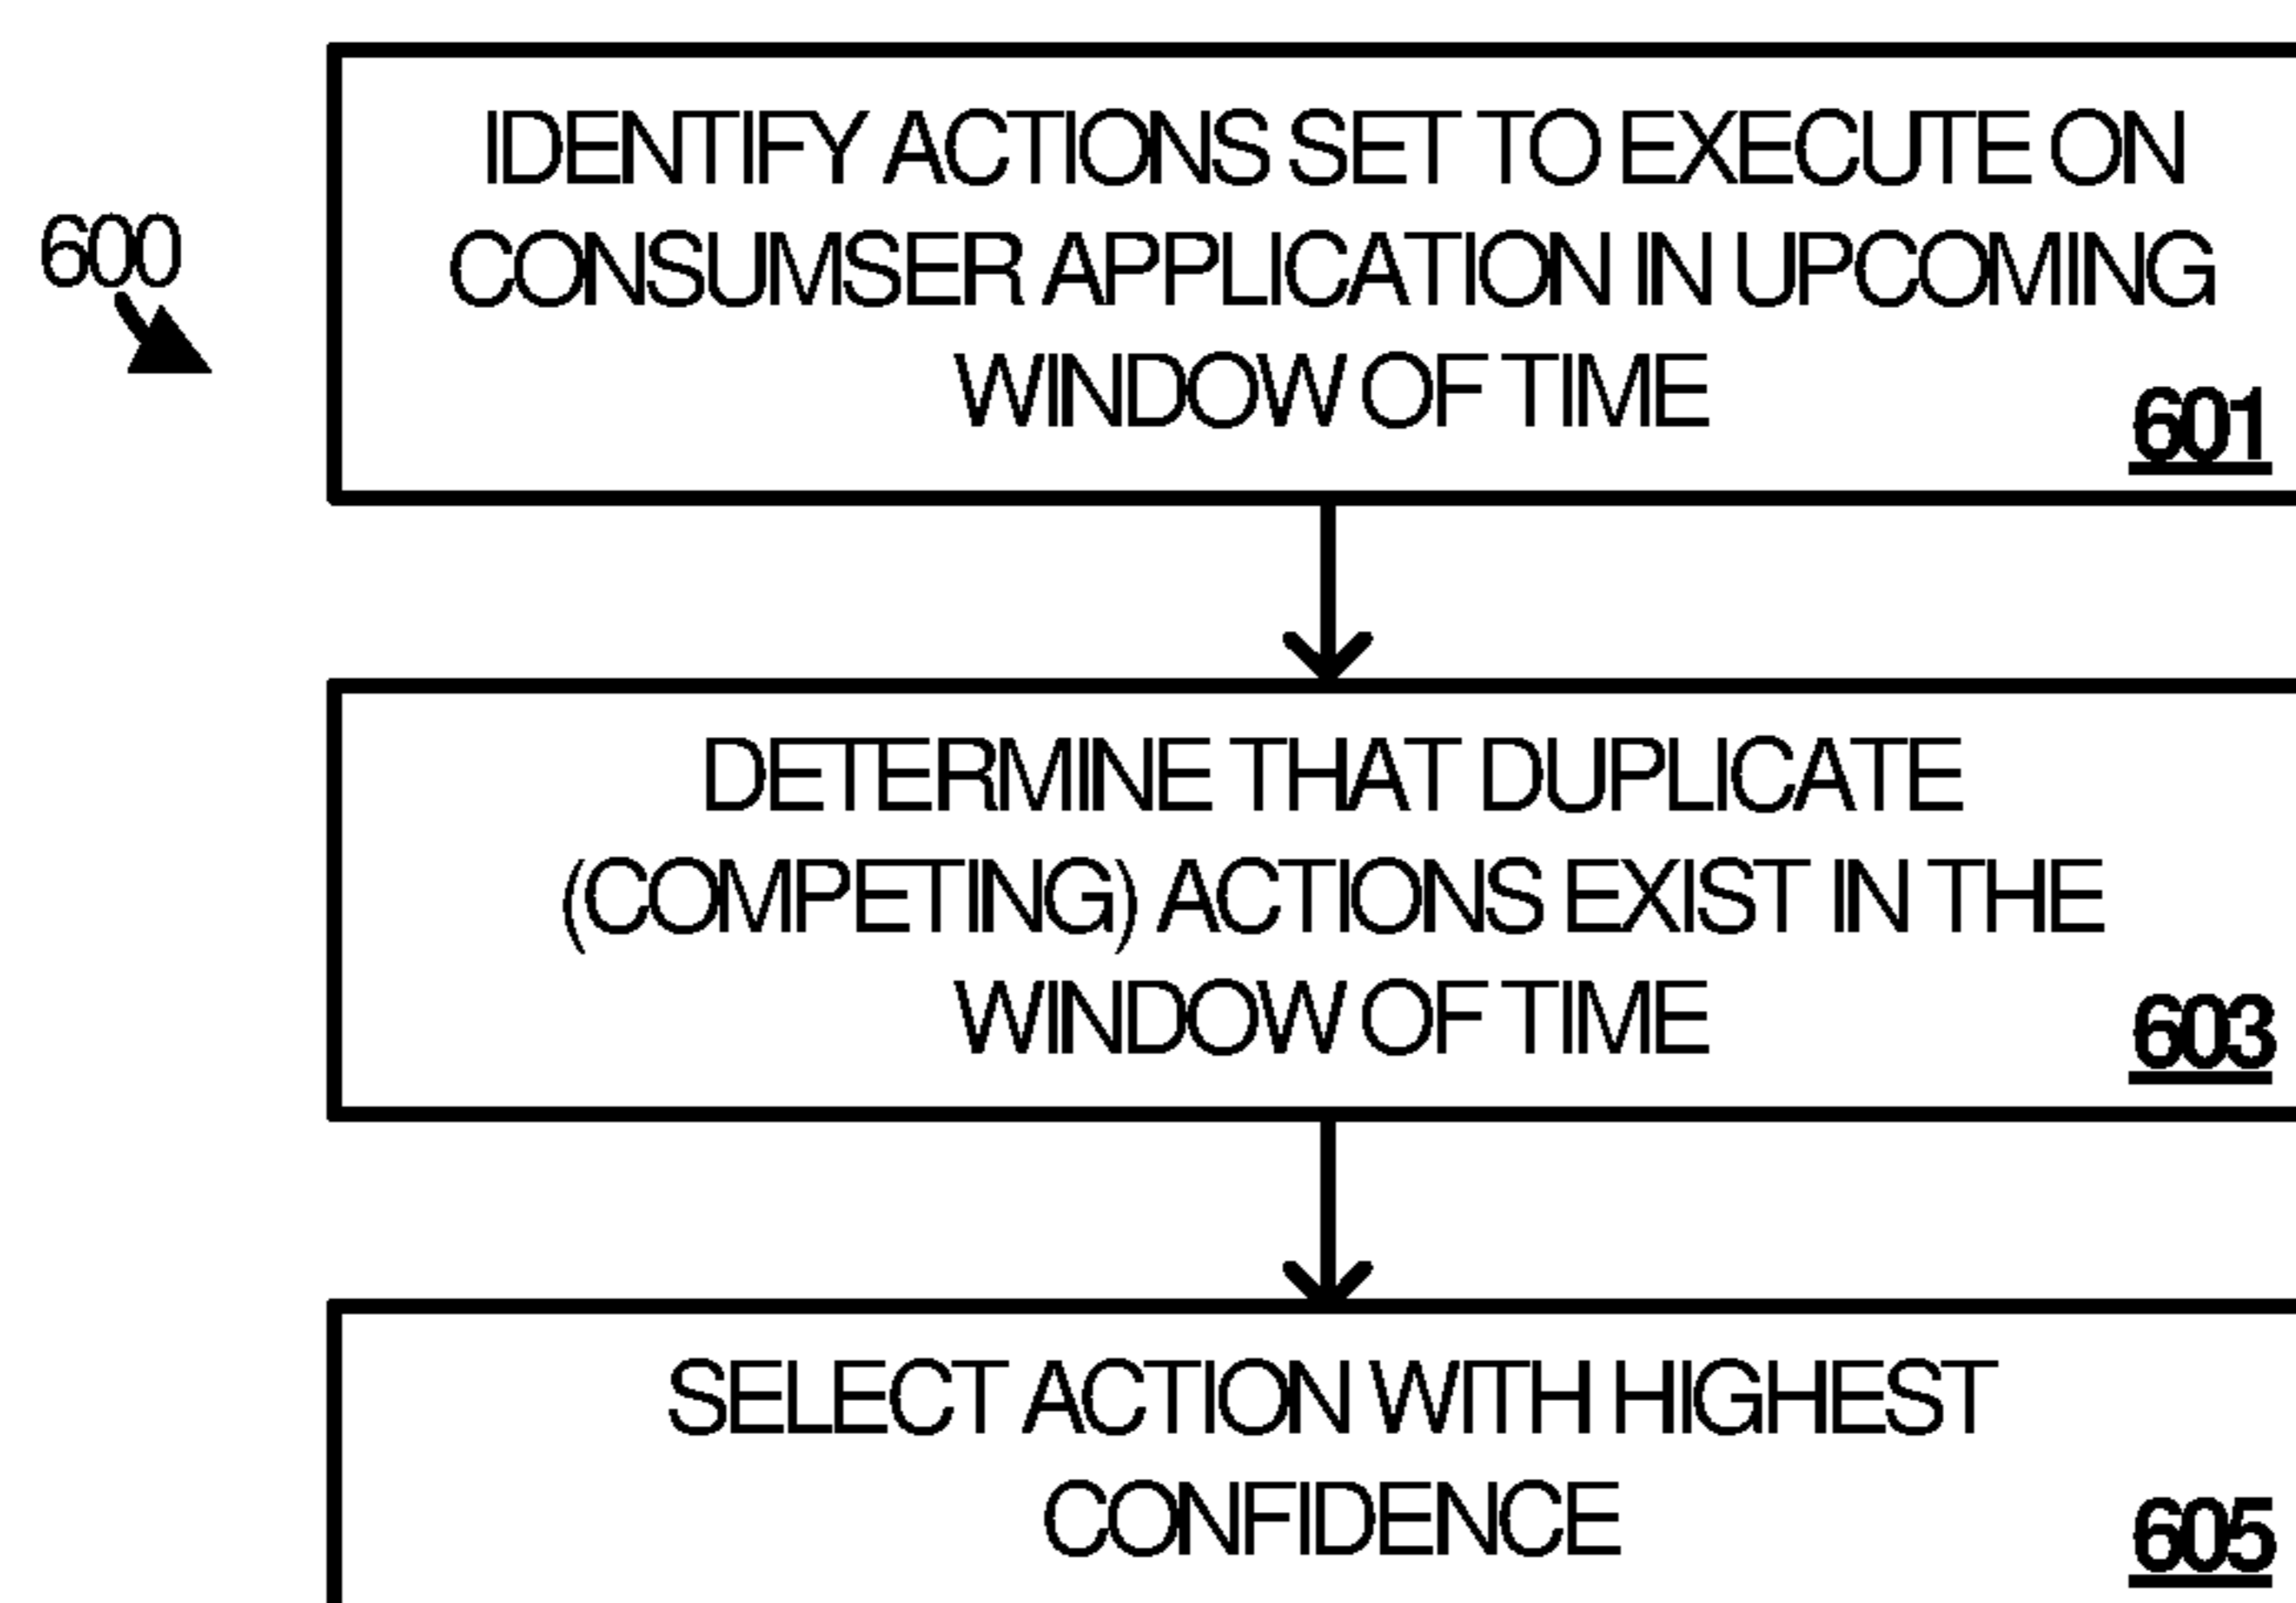 600
IDENTIFY ACTIONS SET TO EXECUTE ON
CONSUMSER APPLICATION IN UPCOMING
WINDOW OF TIME
601
DETERMINE THAT DUPLICATE
(COMPETING) ACTIONS EXIST IN THE
WINDOW OF TIME
603
SELECT ACTION WITH HIGHEST
CONFIDENCE
605